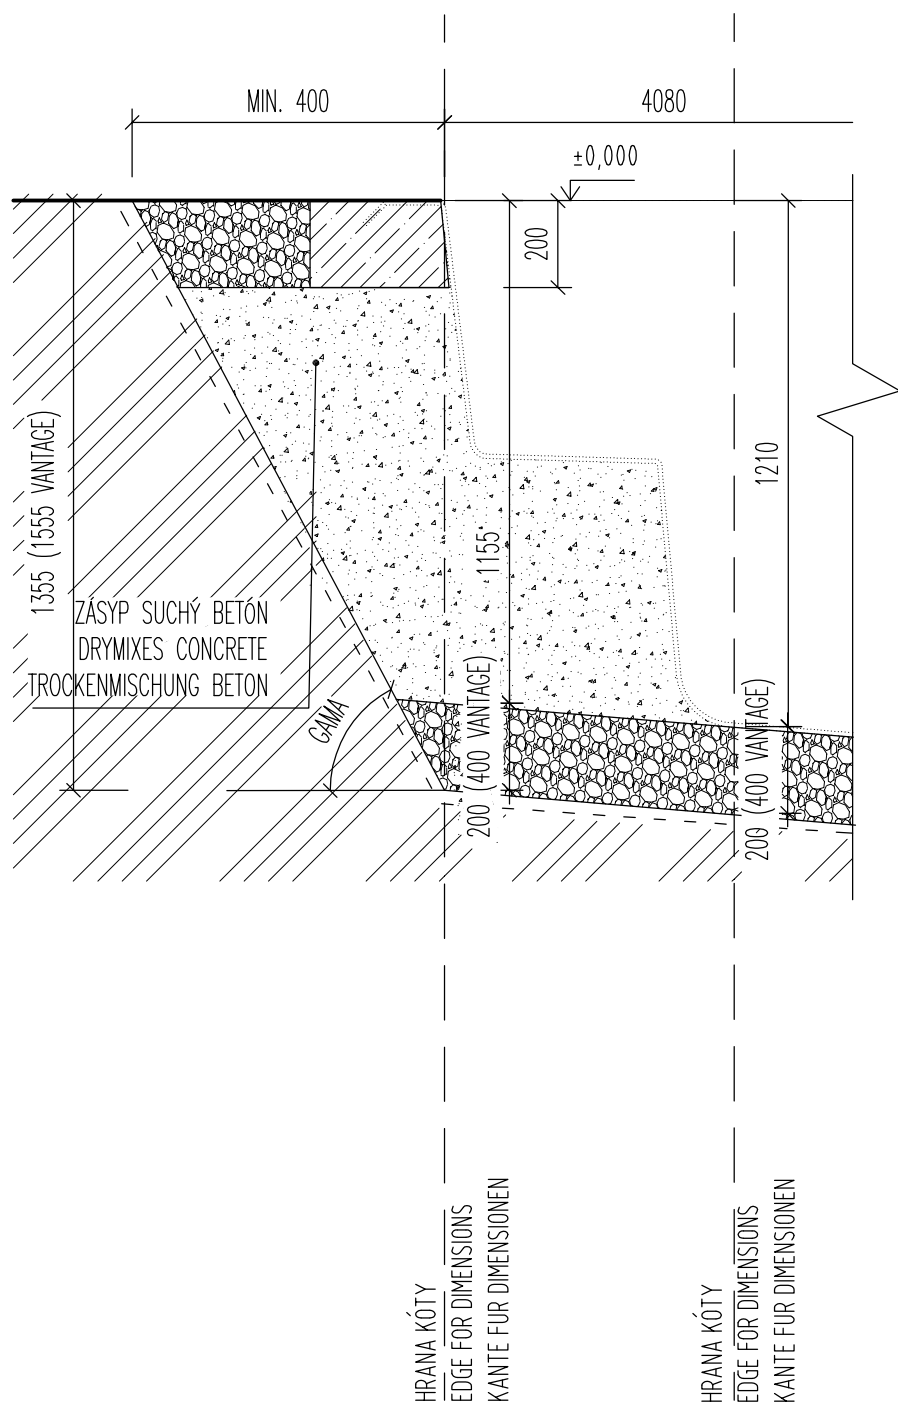 MIN. 400
4080
±0,000
200
1355 (1555 VANTAGE)
1155
1210
ZÁSYP SUCHÝ BETÓN
DRYMIXES CONCRETE
TROCKENMISCHUNG BETON
GAMA
200 (400 VANTAGE)
200 (400 VANTAGE)
HRANA KÓTY
EDGE FOR DIMENSIONS
KANTE FUR DIMENSIONEN
HRANA KÓTY
EDGE FOR DIMENSIONS
KANTE FUR DIMENSIONEN